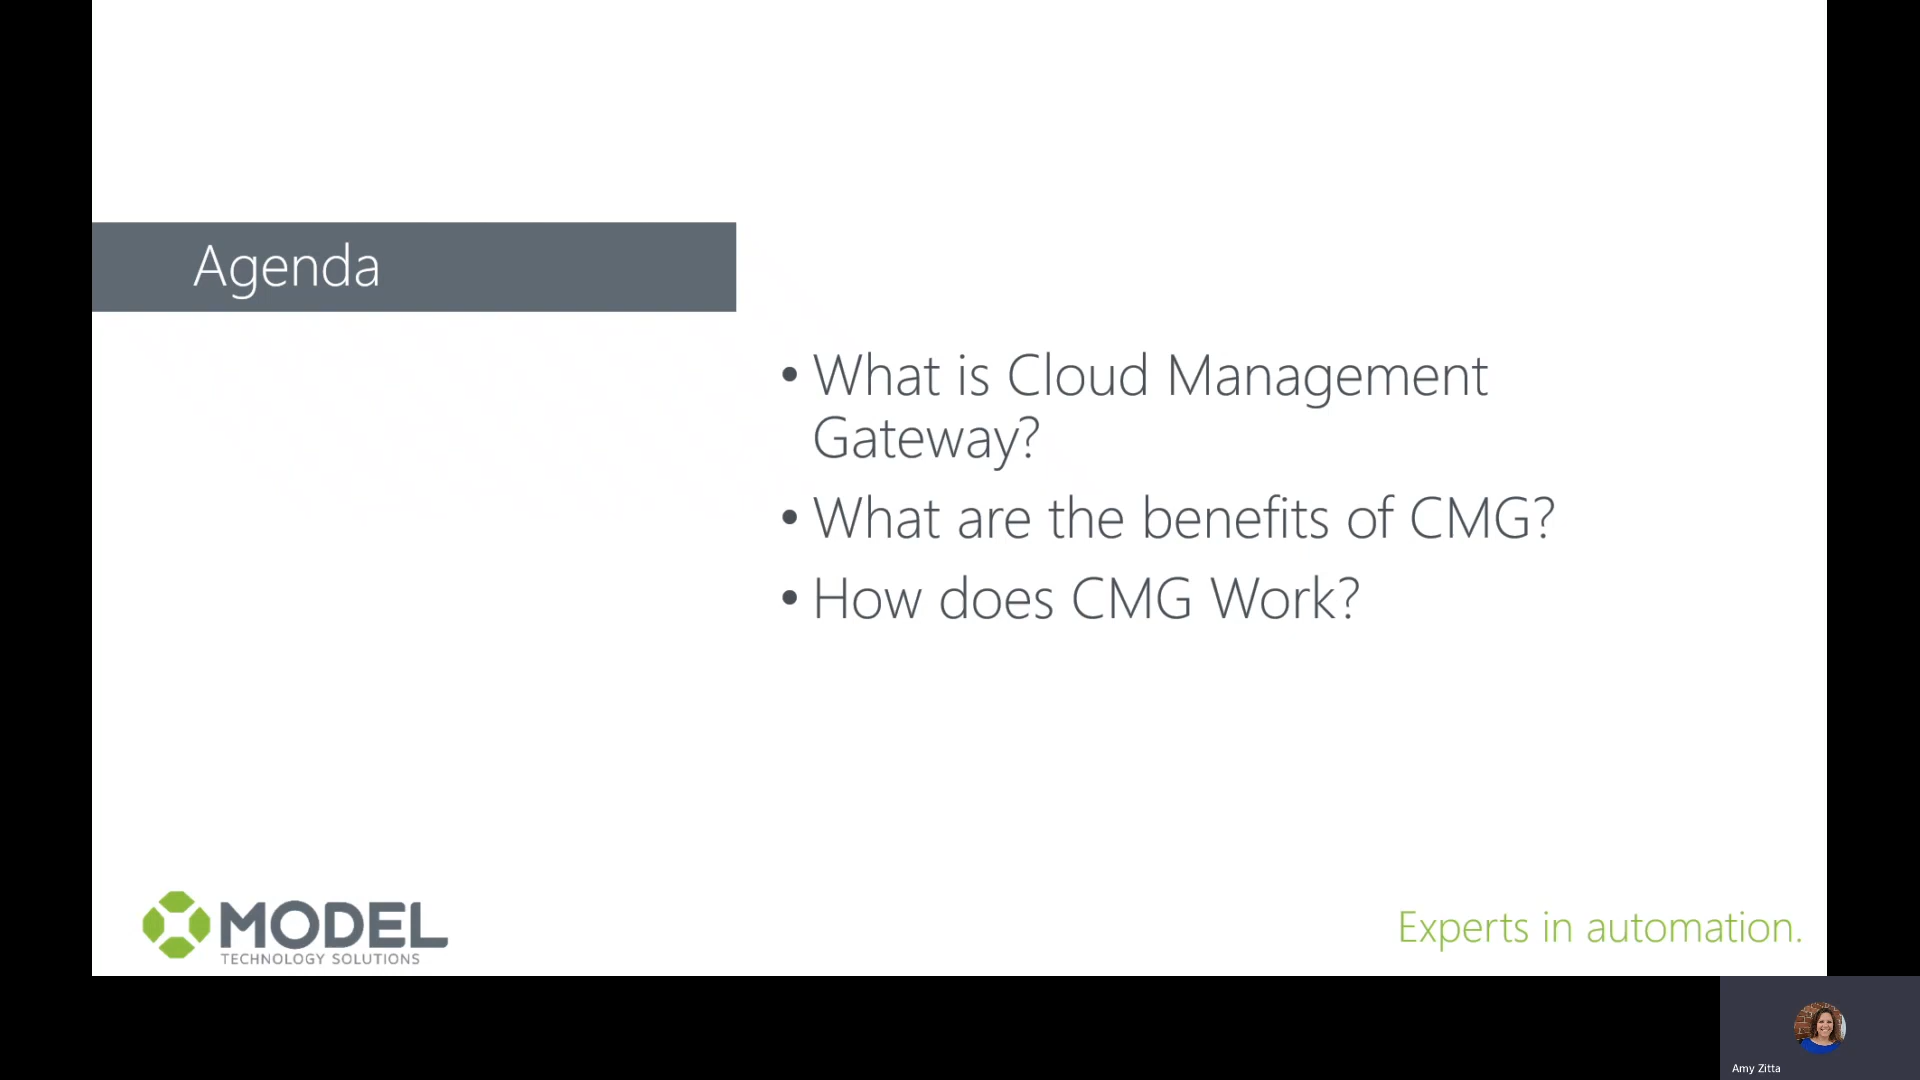 Agenda
• What is Cloud Management
Gateway?
• What are the benefits of CMG?
• How does CMG Work?
MODEL
TECHNOLOGY SOLUTIONS
Experts in automation.
Amy Zitta